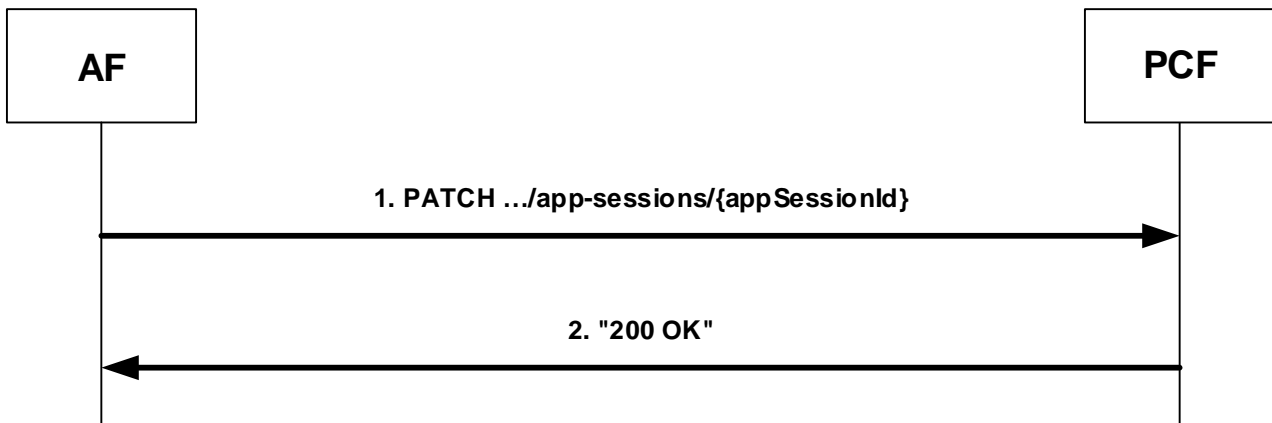 AF
PCF
1. PATCH …/app-sessions/{appSessionId}
2. "200 OK"